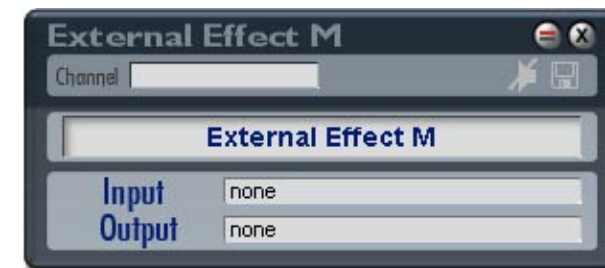 External Effect M
Channel
External Effect M
Input none
Output none